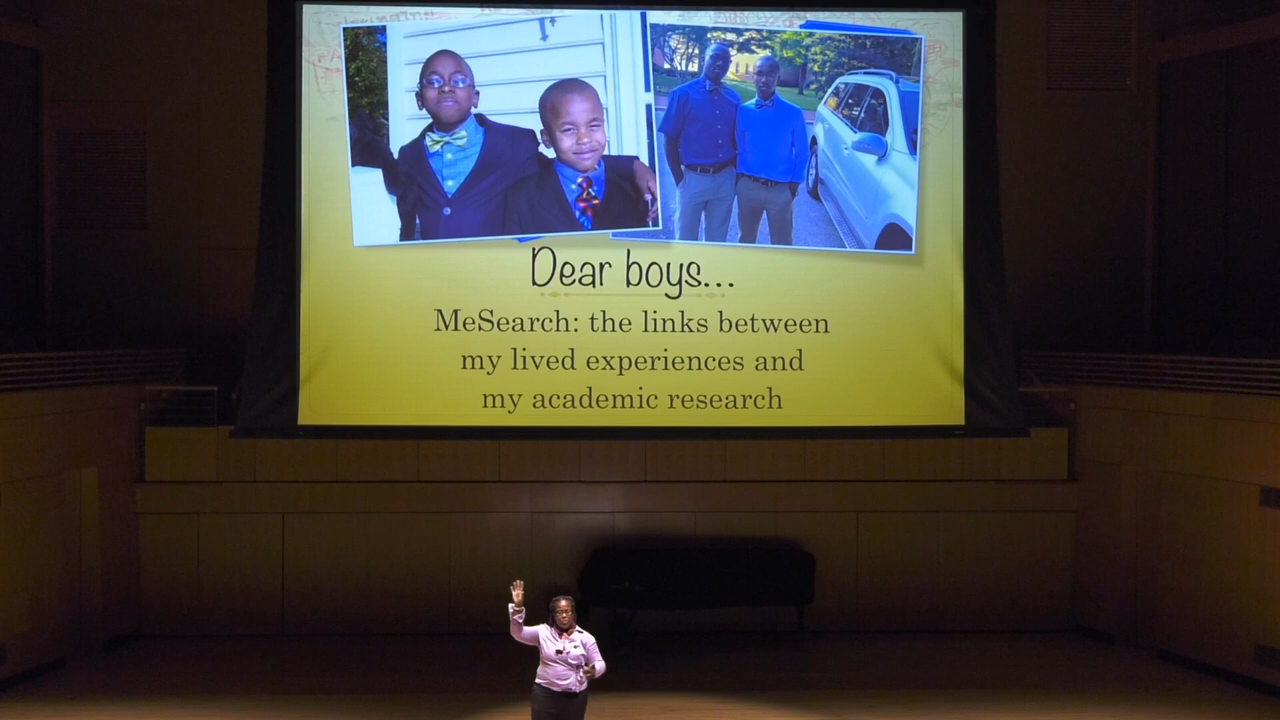 Dear boys...
MeSearch: the links between
my lived experiences and
my academic research